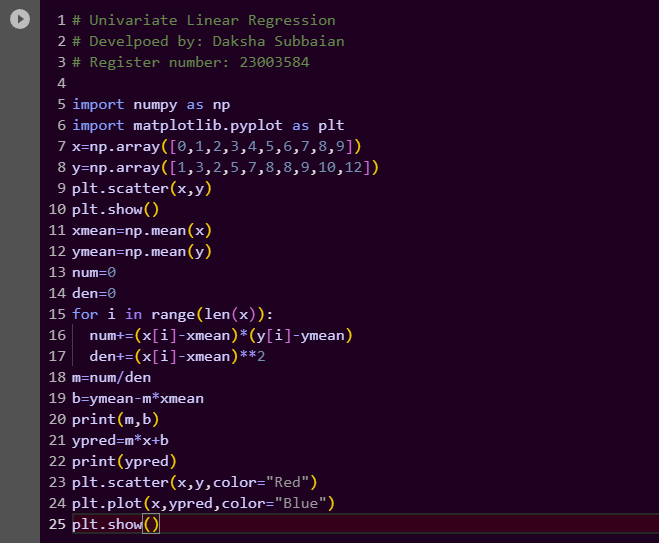 1 # Univariate Linear Regression
2 # Develpoed by: Daksha Subbaian
3 # Register number: 23003584
4
5 import numpy as np
6 import matplotlib.pyplot as plt
7 x=np.array([0,1,2,3,4,5,6,7,8,9])
8 y=np.array([1,3,2,5,7,8,8,9,10,12])
9 plt.scatter(x,y)
10 plt.show()
11 xmean=np.mean(x)
12 ymean=np.mean(y)
13 num=0
14 den=0
15 for i in range(len(x)):
16   num+=(x[i]-xmean)*(y[i]-ymean)
17   den+=(x[i]-xmean)**2
18 m=num/den
19 b=ymean-m*xmean
20 print(m,b)
21 ypred=m*x+b
22 print(ypred)
23 plt.scatter(x,y,color="Red")
24 plt.plot(x,ypred,color="Blue")
25 plt.show()